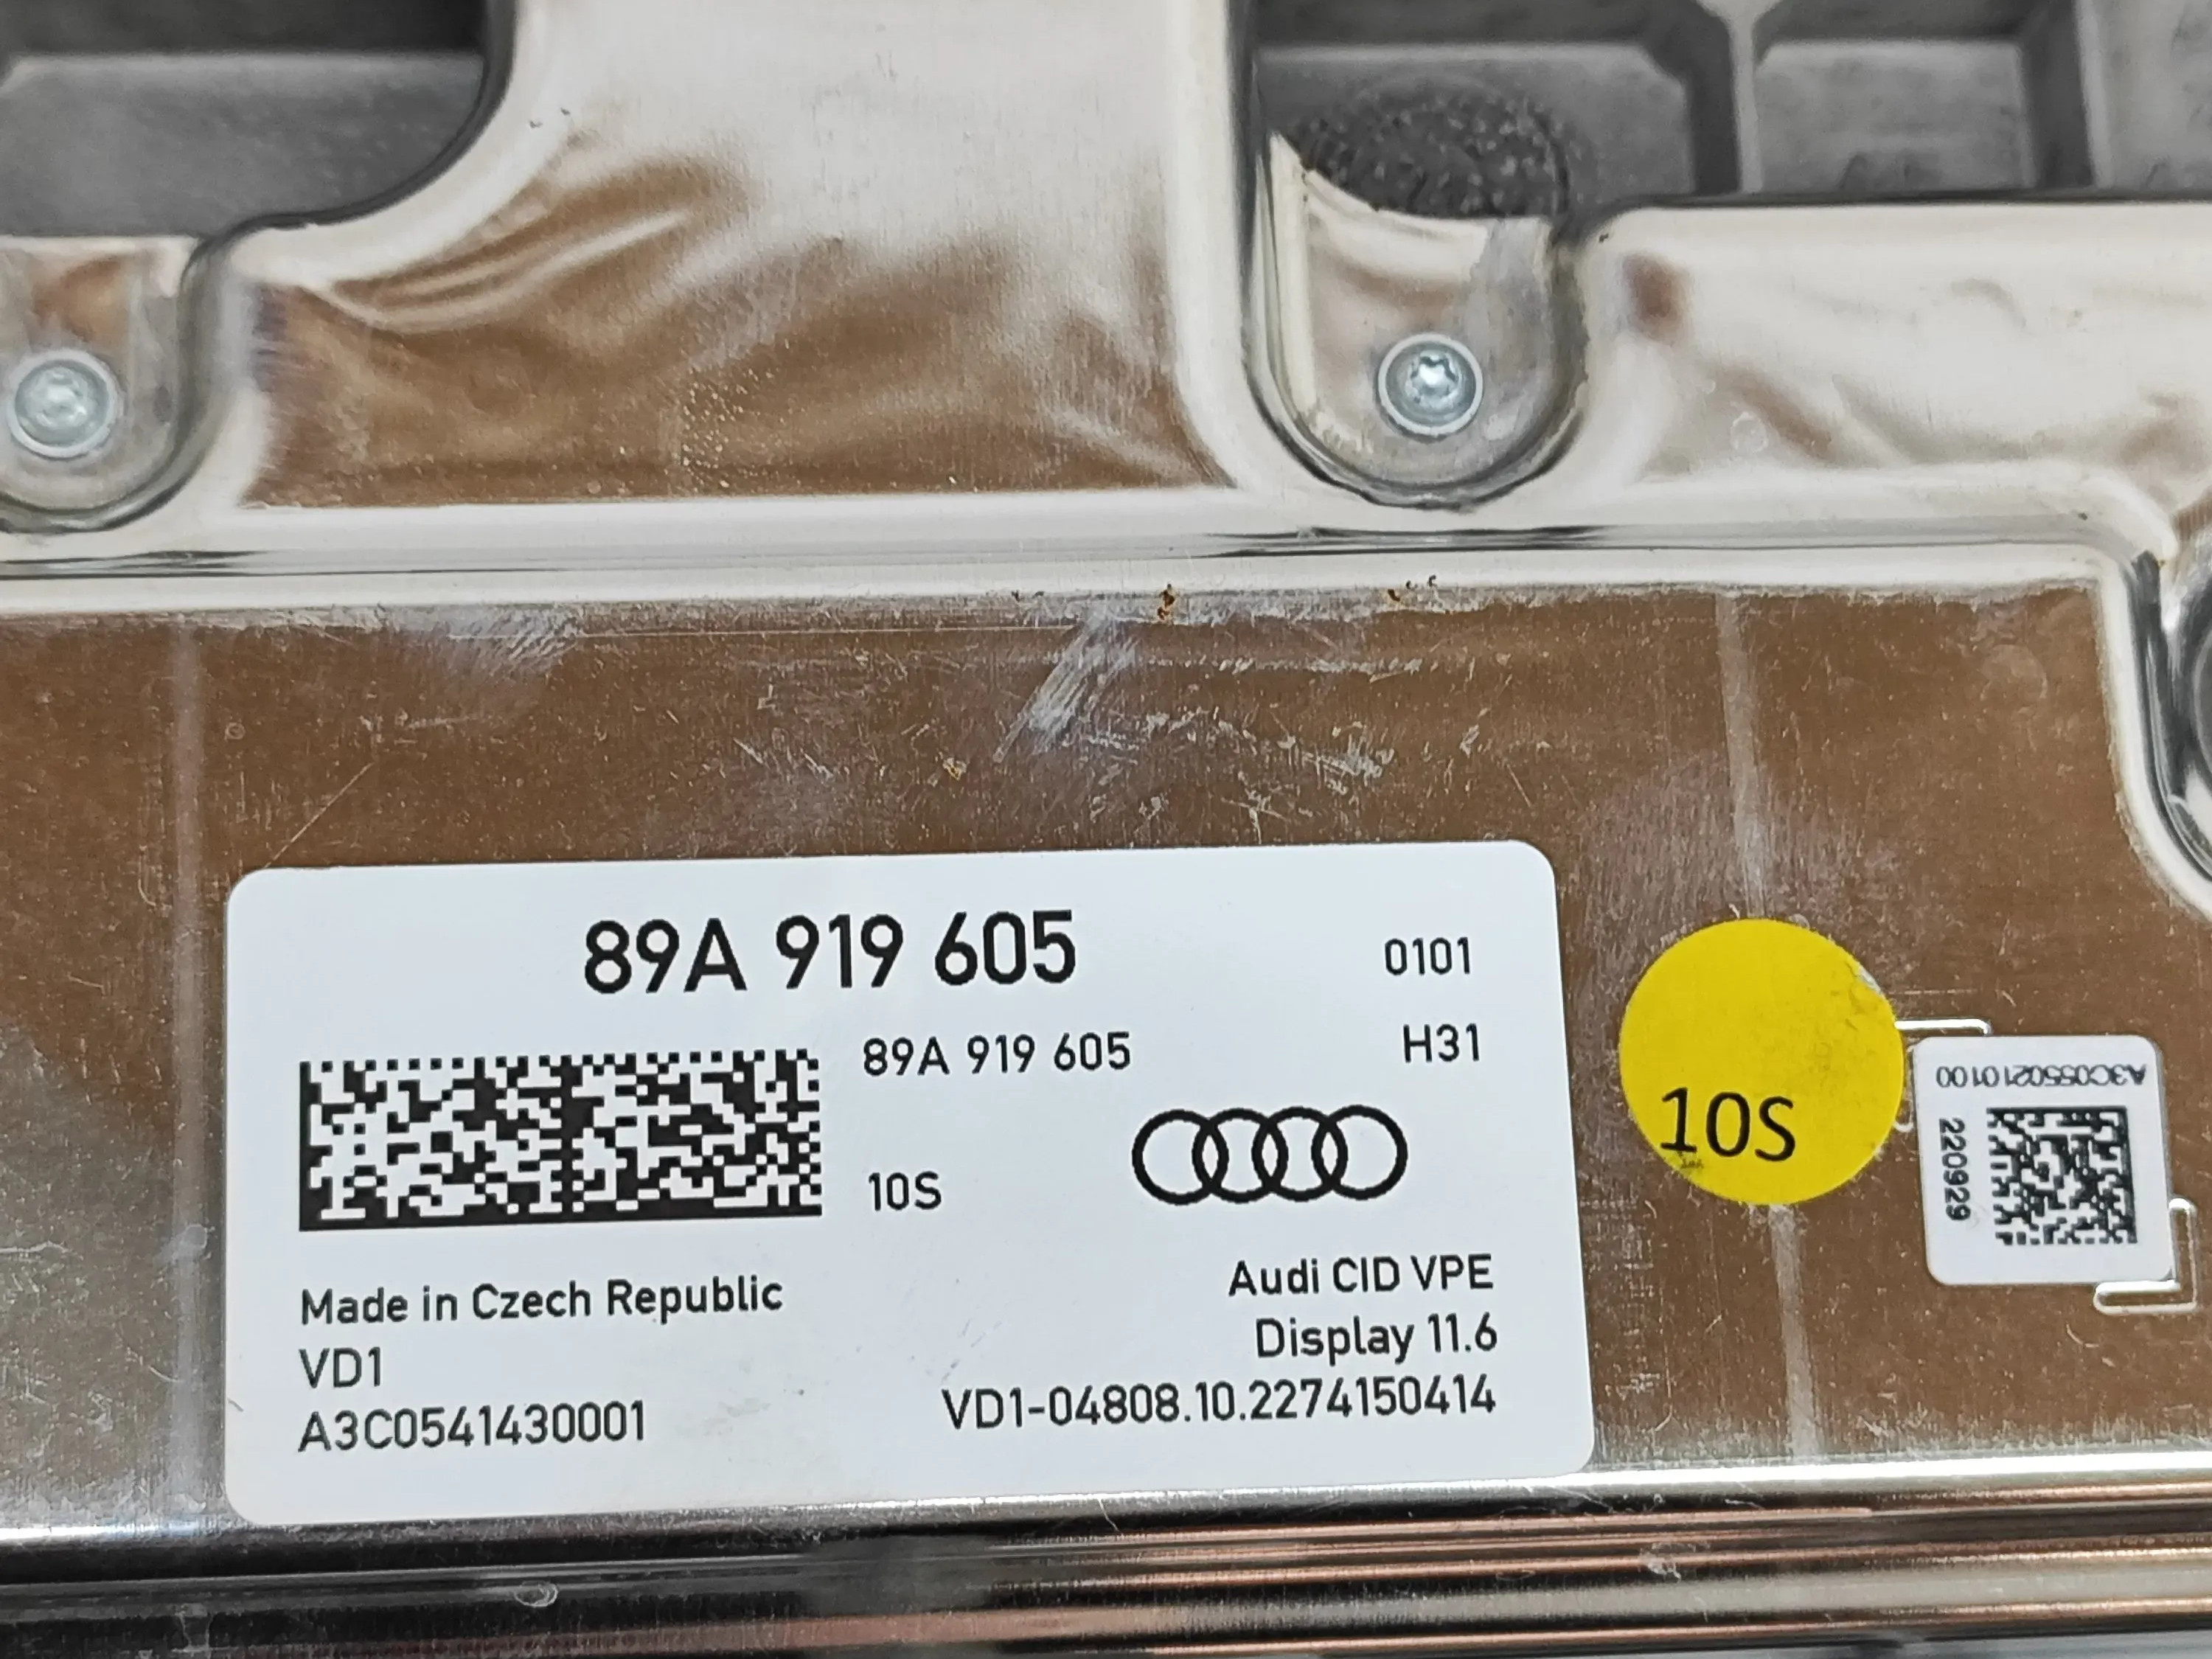 89A 919 605
0101
89A 919 605
H31
10S
Made in Czech Republic
VD1
A3C0541430001
Audi CID VPE
Display 11.6
VD1-04808.10.2274150414
10S
A3C0550210100
220929